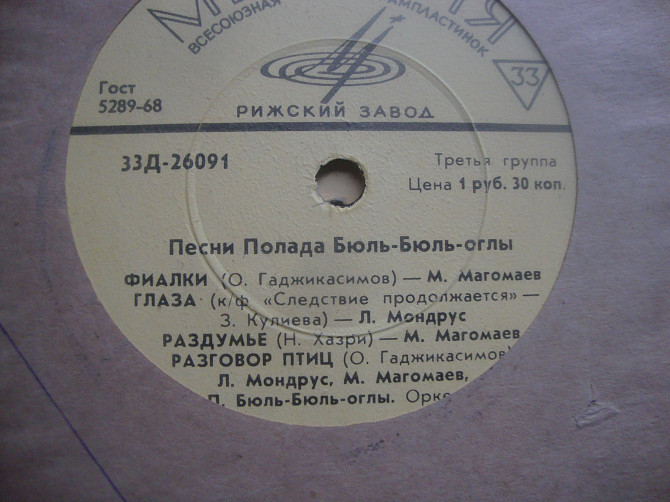 ВСЕСОЮЗНАЯ АМПЛАСТИНОК
33
Гост
5289-68
РИЖСКИЙ ЗАВОД
33Д-26091
Третья группа
Цена 1 руб. 30 коп.
Песни Полада Бюль-Бюль-оглы
ФИАЛКИ (О. Гаджикасимов) — М. Магомаев
ГЛАЗА (к/ф «Следствие продолжается» —
З. Кулиева) — Л. Мондрус
РАЗДУМЬЕ (Н. Хазри) — М. Магомаев
РАЗГОВОР ПТИЦ (О. Гаджикасимов)
Л. Мондрус, М. Магомаев,
П. Бюль-Бюль-оглы. Орке